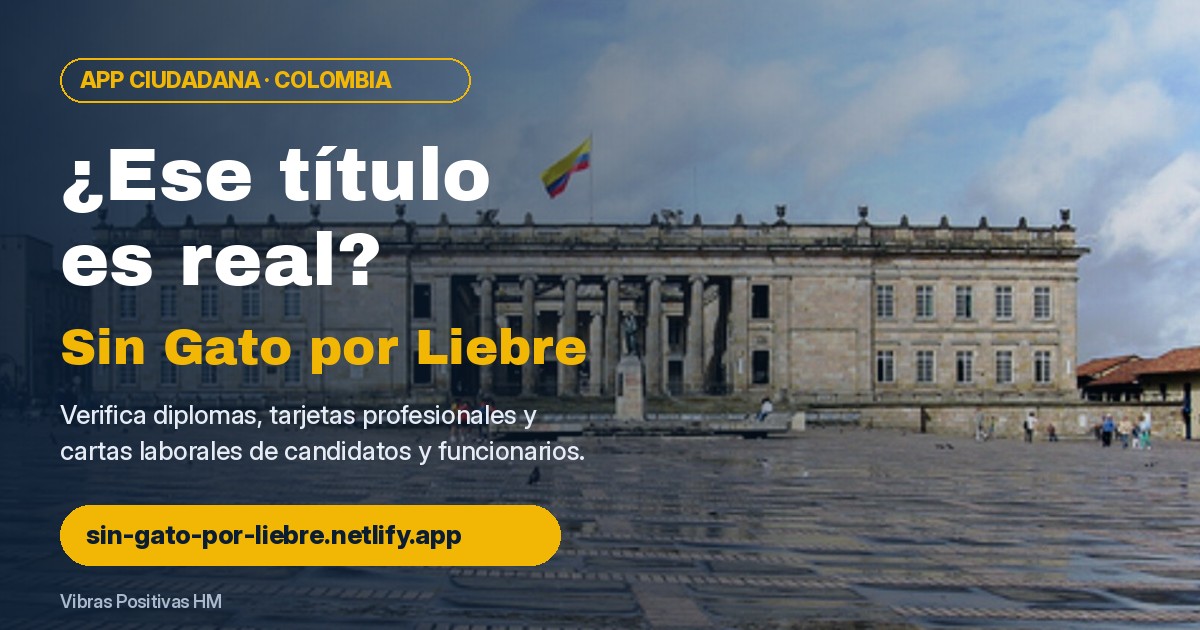 APP CIUDADANA · COLOMBIA
¿Ese título
es real?
Sin Gato por Liebre
Verifica diplomas, tarjetas profesionales y
cartas laborales de candidatos y funcionarios.
sin-gato-por-liebre.netlify.app
Vibras Positivas HM